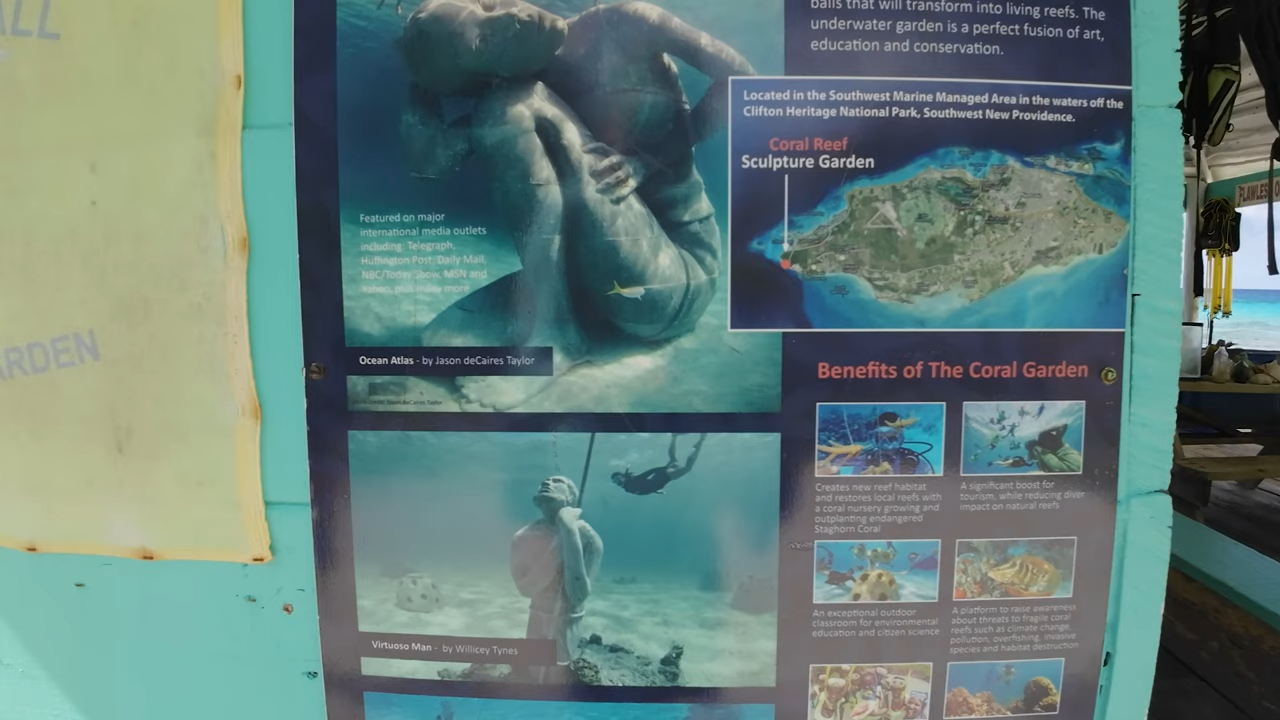 ALL
ARDEN
balls that will transform into living reefs. The
underwater garden is a perfect fusion of art,
education and conservation.
Located in the Southwest Marine Managed Area in the waters off the
Clifton Heritage National Park, Southwest New Providence.
Coral Reef
Sculpture Garden
Featured on major
international media outlets
including: Telegraph,
Huffington Post, Daily Mail,
NBC/Today Show, MSN and
Yahoo, plus many more
Ocean Atlas - by Jason deCaires Taylor
Virtuoso Man - by Willicey Tynes
Benefits of The Coral Garden
Creates new reef habitat
and restores local reefs with
a coral nursery growing and
outplanting endangered
Staghorn Coral
A significant boost for
tourism, while reducing diver
impact on natural reefs
An exceptional outdoor
classroom for environmental
education and citizen science
A platform to raise awareness
about threats to fragile coral
reefs such as climate change,
pollution, overfishing, invasive
species and habitat destruction